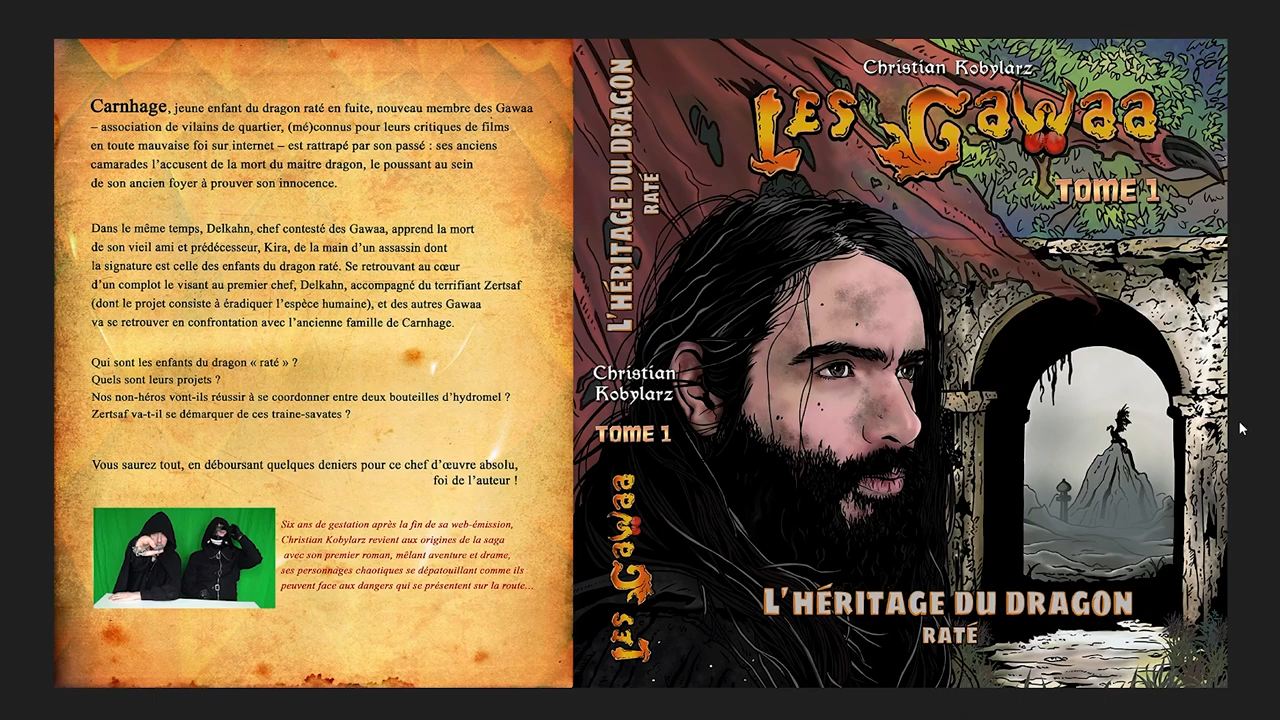 Carnhage, jeune enfant du dragon raté en fuite, nouveau membre des Gawaa
– association de vilains de quartier, (mé)connus pour leurs critiques de films
en toute mauvaise foi sur internet – est rattrapé par son passé : ses anciens
camarades l'accusent de la mort du maitre dragon, le poussant au sein
de son ancien foyer à prouver son innocence.
Dans le même temps, Delkahn, chef contesté des Gawaa, apprend la mort
de son vieil ami et prédécesseur, Kira, de la main d'un assassin dont
la signature est celle des enfants du dragon raté. Se retrouvant au cœur
d'un complot le visant au premier chef, Delkahn, accompagné du terrifiant Zertsaf
(dont le projet consiste à éradiquer l'espèce humaine), et des autres Gawaa
va se retrouver en confrontation avec l'ancienne famille de Carnhage.
Qui sont les enfants du dragon « raté » ?
Quels sont leurs projets ?
Nos non-héros vont-ils réussir à se coordonner entre deux bouteilles d'hydromel ?
Zertsaf va-t-il se démarquer de ces traine-savates ?
Vous saurez tout, en déboursant quelques deniers pour ce chef d'œuvre absolu,
foi de l'auteur !
Six ans de gestation après la fin de sa web-émission,
Christian Kobylarz revient aux origines de la saga
avec son premier roman, mêlant aventure et drame,
ses personnages chaotiques se dépatouillant comme ils
peuvent face aux dangers qui se présentent sur la route...
L'HÉRITAGE DU DRAGON
RATÉ
Christian
Kobylarz
TOME 1
LES GAWAA
Christian Kobylarz
LES GAWAA
TOME 1
L'HÉRITAGE DU DRAGON
RATÉ